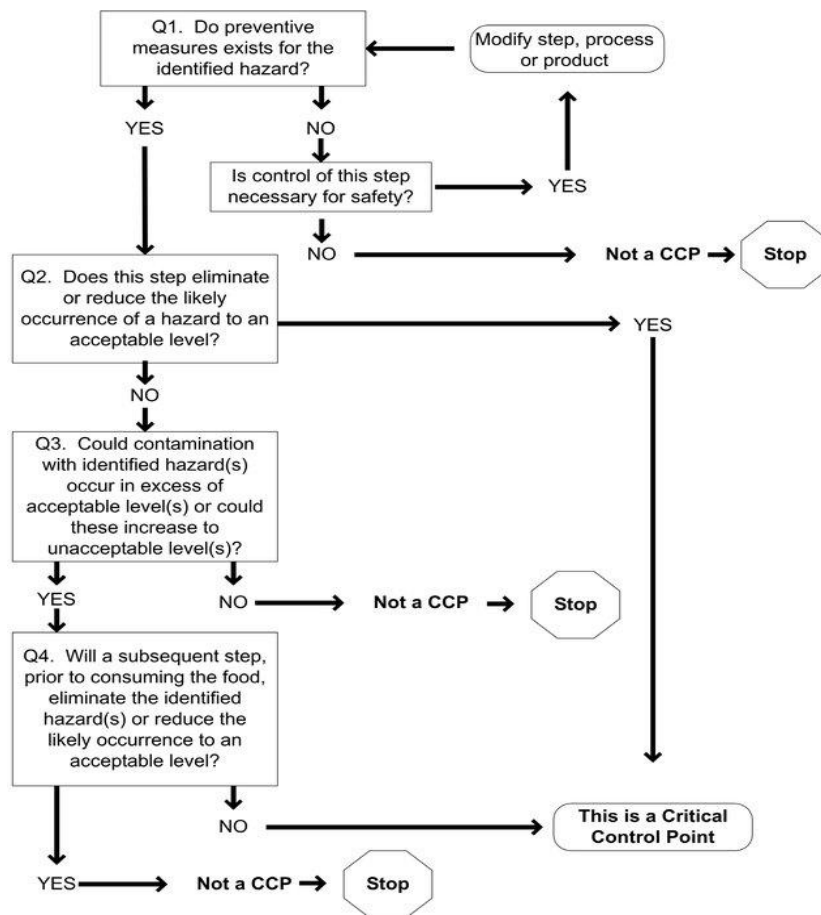 Q1. Do preventive
measures exists for the
identified hazard?
Modify step, process
or product
YES
NO
Is control of this step
necessary for safety?
YES
NO
Not a CCP
Stop
Q2. Does this step eliminate
or reduce the likely
occurrence of a hazard to an
acceptable level?
YES
NO
Q3. Could contamination
with identified hazard(s)
occur in excess of
acceptable level(s) or could
these increase to
unacceptable level(s)?
YES
NO
Not a CCP
Stop
Q4. Will a subsequent step,
prior to consuming the food,
eliminate the identified
hazard(s) or reduce the
likely occurrence to an
acceptable level?
NO
This is a Critical
Control Point
YES
Not a CCP
Stop